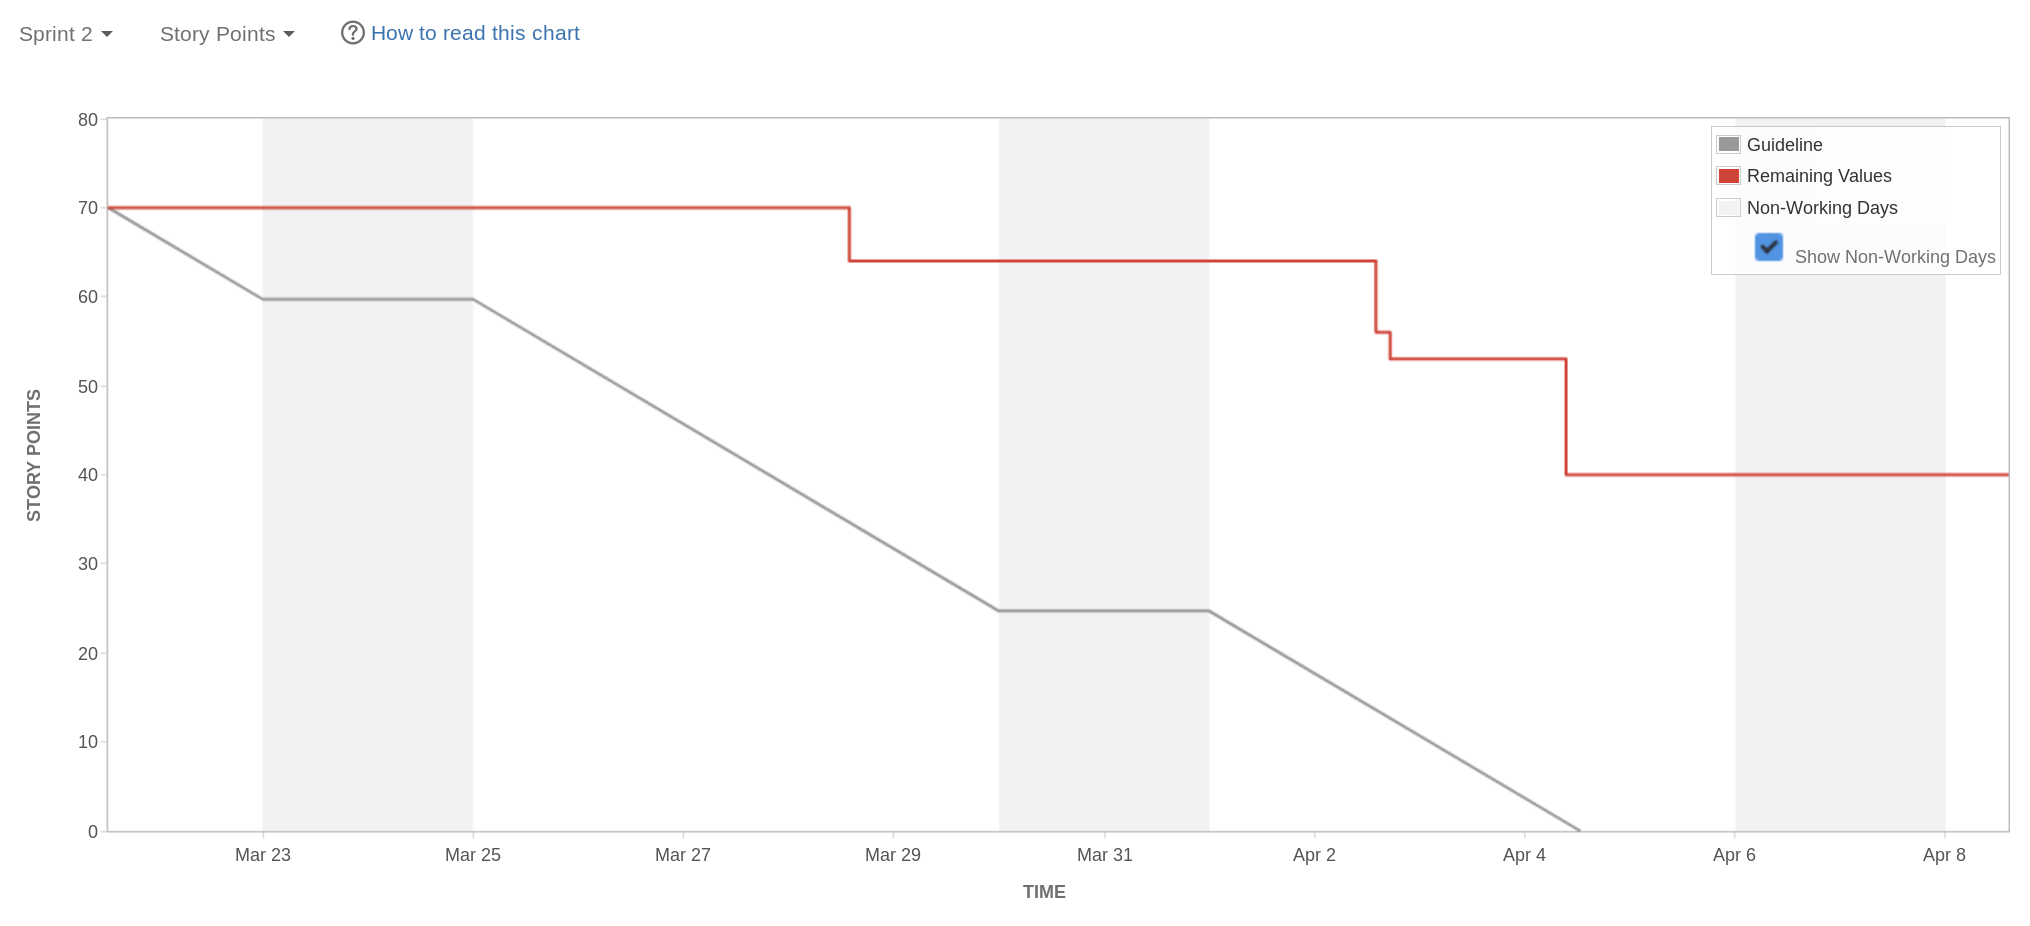 Sprint 2 Story Points How to read this chart
80
70
60
50
40
30
20
10
0
STORY POINTS
Guideline
Remaining Values
Non-Working Days
Show Non-Working Days
Mar 23 Mar 25 Mar 27 Mar 29 Mar 31 Apr 2 Apr 4 Apr 6 Apr 8
TIME